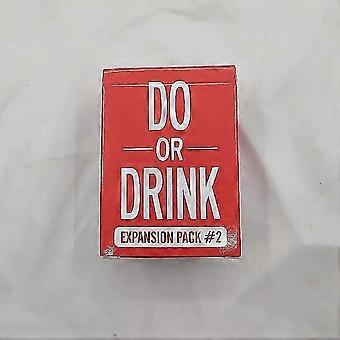 DO
OR
DRINK
EXPANSION PACK #2